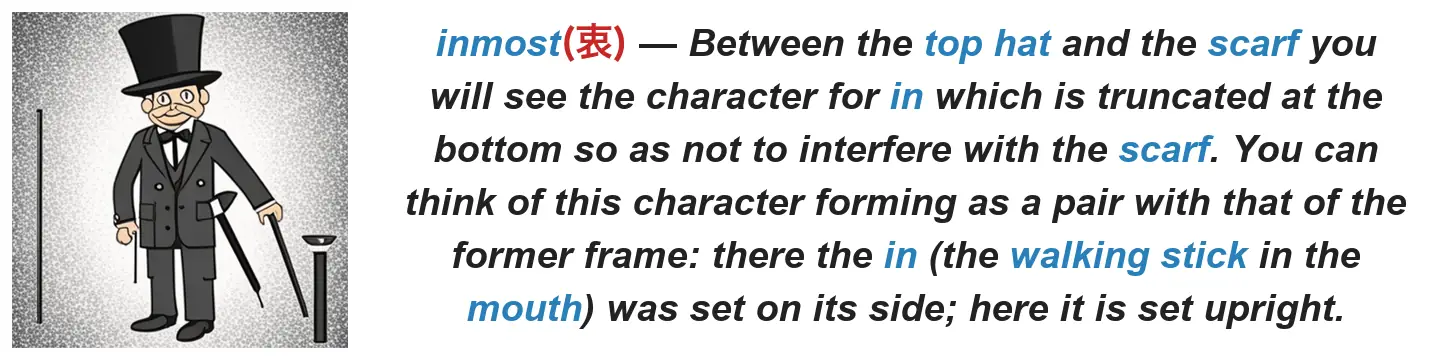 inmost(衷) — Between the top hat and the scarf you
will see the character for in which is truncated at the
bottom so as not to interfere with the scarf. You can
think of this character forming as a pair with that of the
former frame: there the in (the walking stick in the
mouth) was set on its side; here it is set upright.